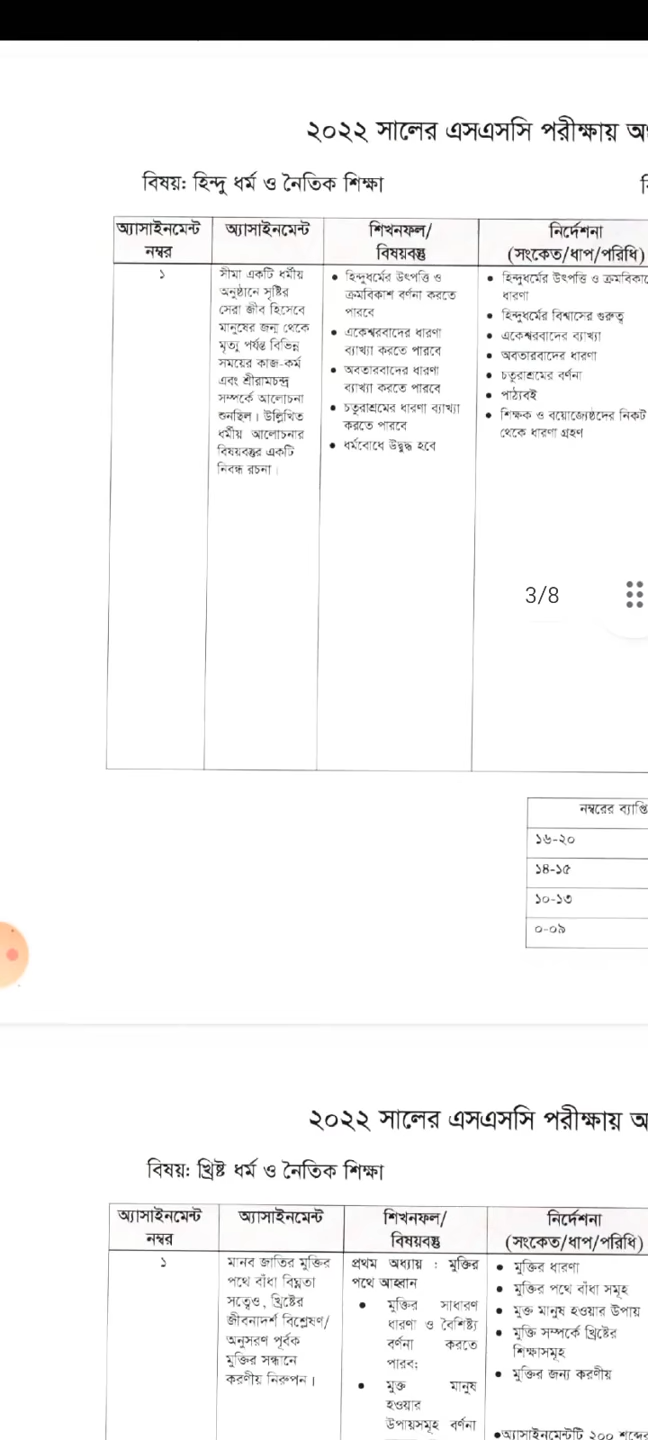 ২০২২ সালের এসএসসি পরীক্ষায়
বিষয়: হিন্দু ধর্ম ও নৈতিক শিক্ষা
অ্যাসাইনমেন্ট
নম্বর
অ্যাসাইনমেন্ট
শিখনফল/
বিষয়বস্তু
নির্দেশনা
(সংকেত/ধাপ/পরিধি)
১
সীমা একটি ধর্মীয়
অনুষ্ঠানে সৃষ্টির
সেরা জীব হিসেবে
মানুষের জন্ম থেকে
মৃত্যু পর্যন্ত বিভিন্ন
সময়ের কাজ-কর্ম
এবং শ্রীরামচন্দ্র
সম্পর্কে আলোচনা
শুনছিল। উল্লিখিত
ধর্মীয় আলোচনার
বিষয়বস্তুর একটি
নিবন্ধ রচনা।
• হিন্দুধর্মের উৎপত্তি ও
ক্রমবিকাশ বর্ণনা করতে
পারবে
• একেশ্বরবাদের ধারণা
ব্যাখ্যা করতে পারবে
• অবতারবাদের ধারণা
ব্যাখ্যা করতে পারবে
• চতুরাশ্রমের ধারণা ব্যাখ্যা
করতে পারবে
• ধর্মবোধে উদ্বুদ্ধ হবে
• হিন্দুধর্মের উৎপত্তি ও ক্রমবিকাে
ধারণা
• হিন্দুধর্মের বিশ্বাসের গুরুত্ব
• একেশ্বরবাদের ব্যাখ্যা
• অবতারবাদের ধারণা
• চতুরাশ্রমের বর্ণনা
• পাঠ্যবই
• শিক্ষক ও বয়োজ্যেষ্ঠদের নিকট
থেকে ধারণা গ্রহণ
3/8
নম্বরের ব্যাপ্তি
১৬-২০
১৪-১৫
১০-১৩
০-০৯
২০২২ সালের এসএসসি পরীক্ষায় অ
বিষয়: খ্রিষ্ট ধর্ম ও নৈতিক শিক্ষা
অ্যাসাইনমেন্ট
নম্বর
অ্যাসাইনমেন্ট
শিখনফল/
বিষয়বস্তু
নির্দেশনা
(সংকেত/ধাপ/পরিধি)
১
মানব জাতির মুক্তির
পথে বাঁধা বিঘ্নতা
সত্ত্বেও, খ্রিষ্টের
জীবনাদর্শ বিশ্লেষণ/
অনুসরণ পূর্বক
মুক্তির সন্ধানে
করণীয় নিরুপন।
প্রথম অধ্যায় : মুক্তির
পথে আহ্বান
• মুক্তির সাধারণ
ধারণা ও বৈশিষ্ট্য
বর্ণনা করতে
পারব;
• মুক্ত মানুষ
হওয়ার
উপায়সমূহ বর্ণনা
• মুক্তির ধারণা
• মুক্তির পথে বাঁধা সমূহ
• মুক্ত মানুষ হওয়ার উপায়
• মুক্তি সম্পর্কে খ্রিষ্টের
শিক্ষাসমূহ
• মুক্তির জন্য করণীয়
•অ্যাসাইনমেন্টটি ২০০ শব্দের